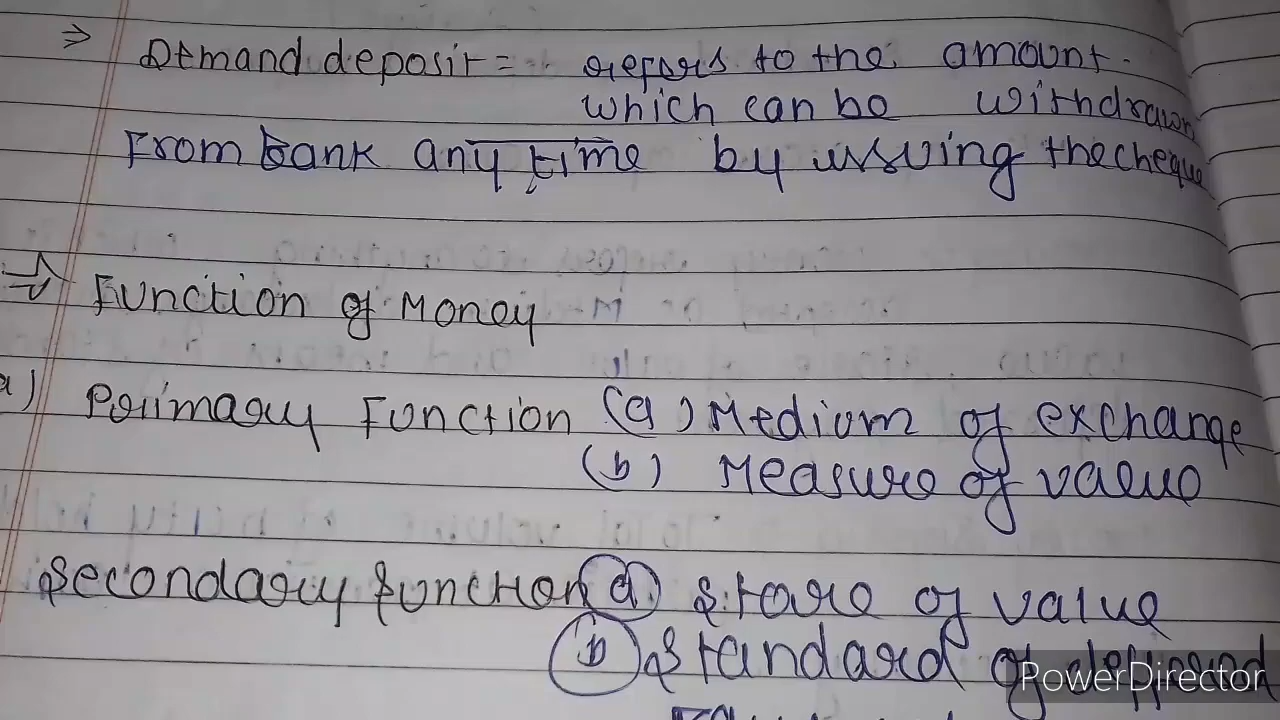 ⇒ Demand deposit = refers to the amount.
which can be withdrawn
From bank any time by issuing the cheque
⇒ Function of Money
a) Primary Function (a) Medium of exchange
(b) Measure of value
Secondary function (a) Store of value
(b) Standard of deffered
PowerDirector